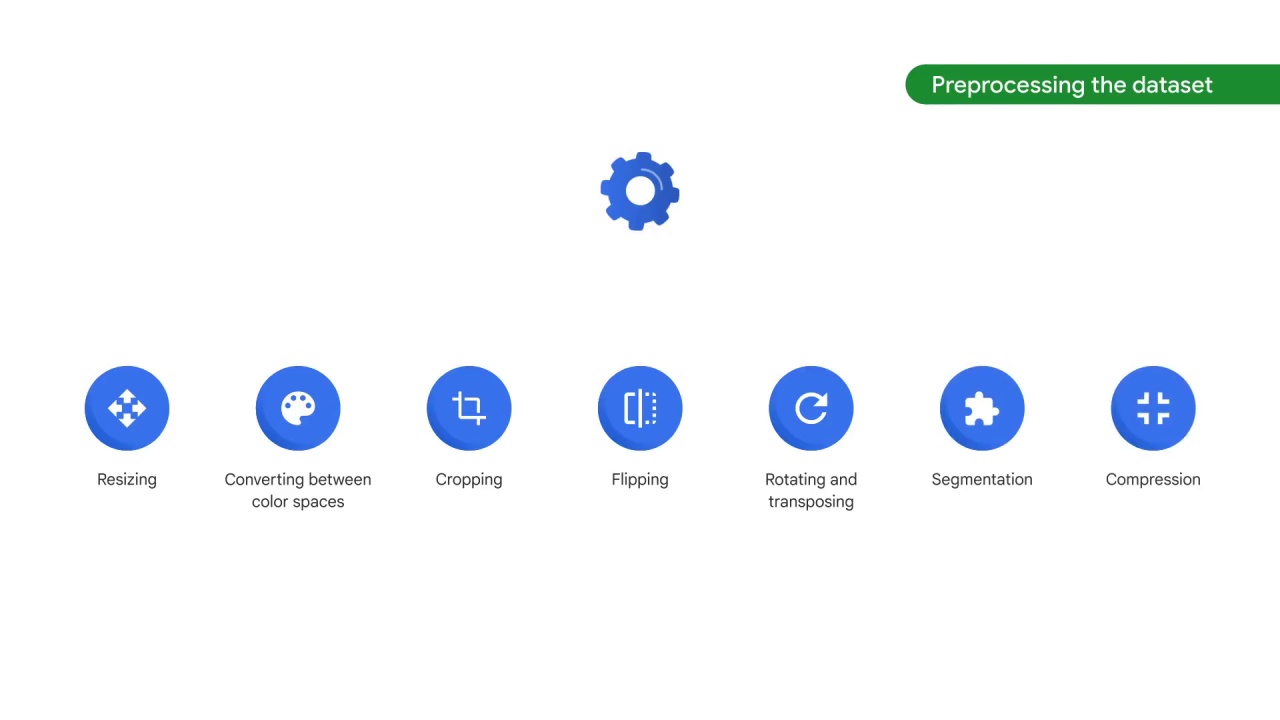 Preprocessing the dataset
Resizing
Converting between
color spaces
Cropping
Flipping
Rotating and
transposing
Segmentation
Compression